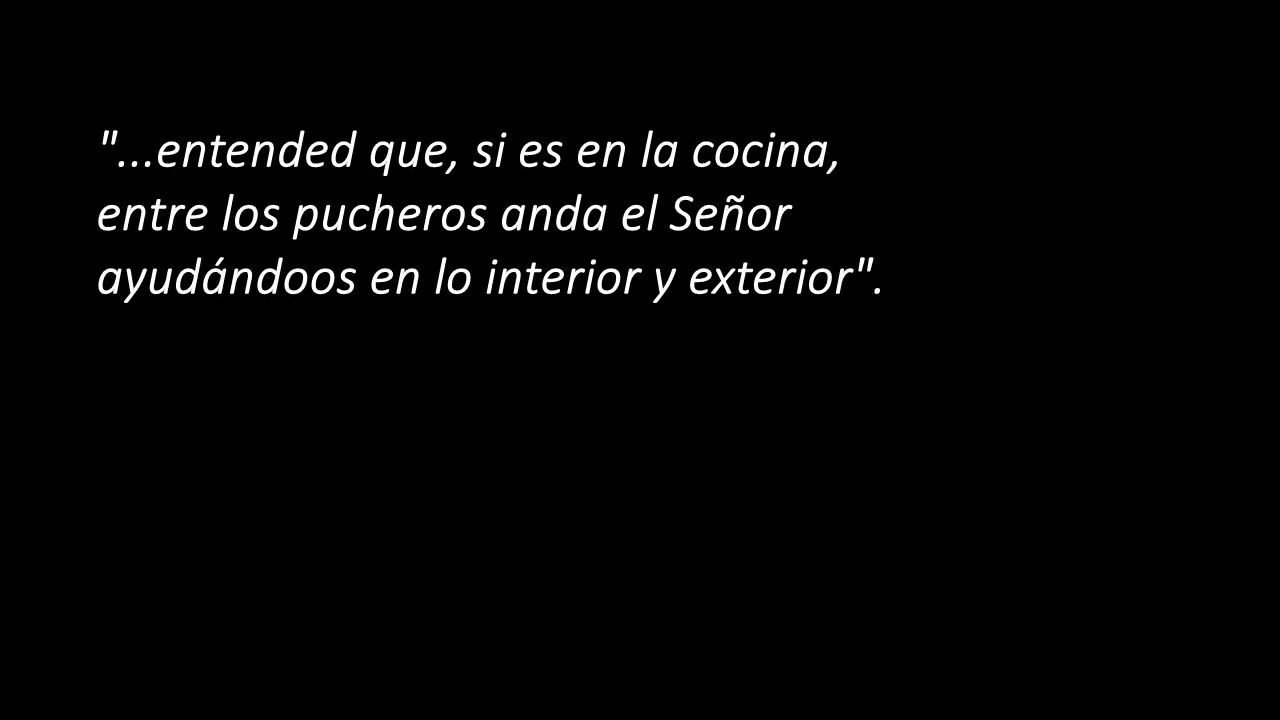 "...entended que, si es en la cocina,
entre los pucheros anda el Señor
ayudándoos en lo interior y exterior".